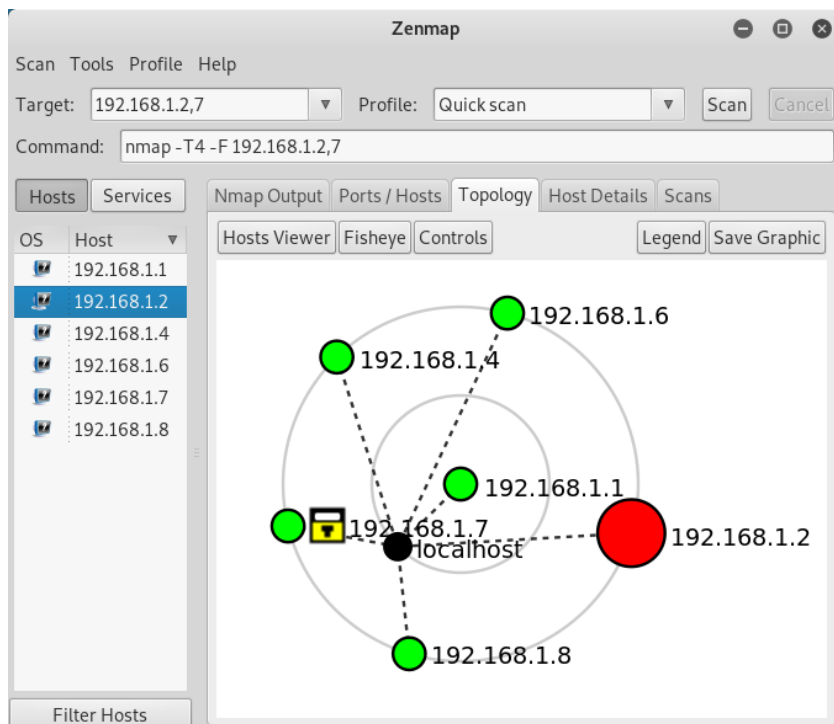 Zenmap
Scan Tools Profile Help
Target: 192.168.1.2,7 Profile: Quick scan Scan Cancel
Command: nmap -T4 -F 192.168.1.2,7
Hosts Services
Nmap Output Ports / Hosts Topology Host Details Scans
OS Host
Hosts Viewer Fisheye Controls Legend Save Graphic
192.168.1.1
192.168.1.2
192.168.1.4
192.168.1.6
192.168.1.7
192.168.1.8
192.168.1.6
192.168.1.4
192.168.1.1
192.168.1.7
192.168.1.2
localhost
192.168.1.8
Filter Hosts